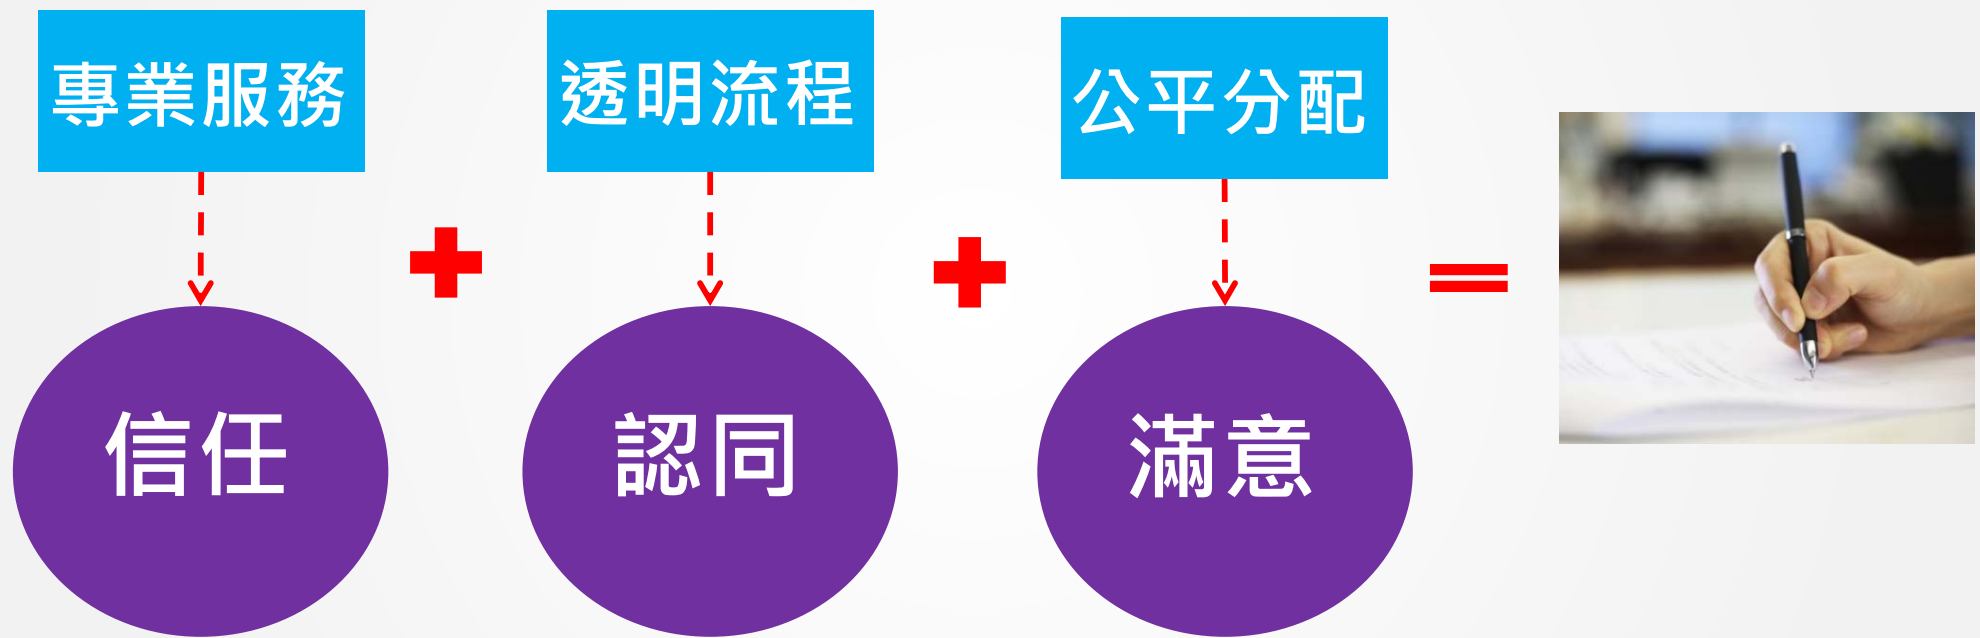 專業服務
透明流程
公平分配
信任
認同
滿意